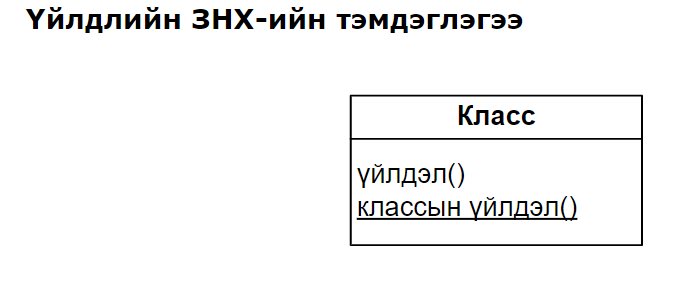 Үйлдлийн ЗНХ-ийн тэмдэглэгээ
Класс
үйлдэл()
классын үйлдэл()